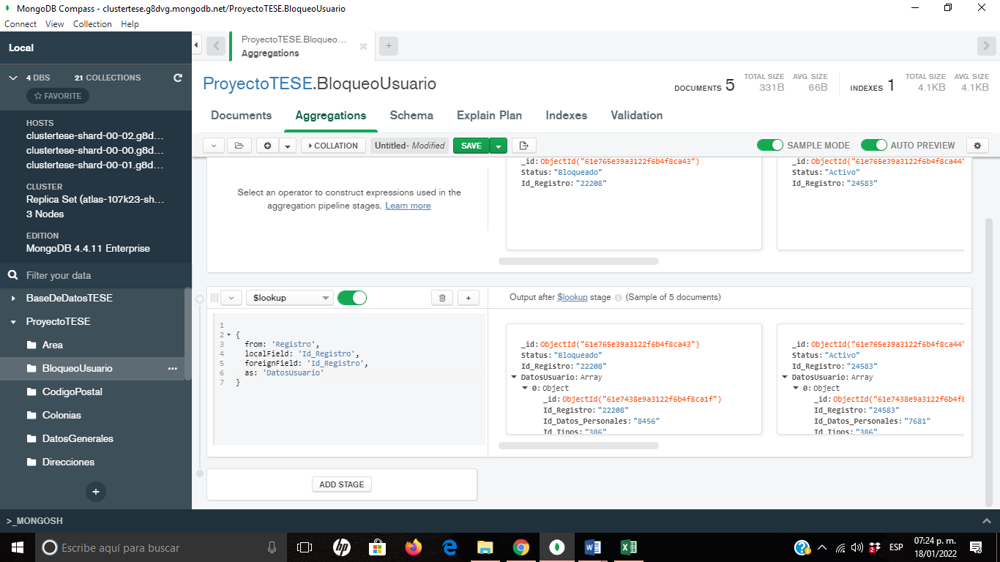 MongoDB Compass - clustertese.g8dvg.mongodb.net/ProyectoTESE.BloqueoUsuario
Connect View Collection Help
Local
4 DBS 21 COLLECTIONS
FAVORITE
HOSTS
clustertese-shard-00-02.g8d...
clustertese-shard-00-00.g8d...
clustertese-shard-00-01.g8d...
CLUSTER
Replica Set (atlas-107k23-sh...
3 Nodes
EDITION
MongoDB 4.4.11 Enterprise
Filter your data
BaseDeDatosTESE
ProyectoTESE
Area
BloqueoUsuario ...
CodigoPostal
Colonias
DatosGenerales
Direcciones
+
ProyectoTESE.Bloqueo...
Aggregations
+
ProyectoTESE.BloqueoUsuario
DOCUMENTS 5
TOTAL SIZE 331B
AVG. SIZE 66B
INDEXES 1
TOTAL SIZE 4.1KB
AVG. SIZE 4.1KB
Documents Aggregations Schema Explain Plan Indexes Validation
COLLATION Untitled- Modified SAVE SAMPLE MODE AUTO PREVIEW
Select an operator to construct expressions used in the
aggregation pipeline stages. Learn more
_id:ObjectId("61e765e39a3122f6b4f8ca43")
Status:"Bloqueado"
Id_Registro:"22208"
_id:ObjectId("61e765e39a3122f6b4f8ca44"
Status:"Activo"
Id_Registro:"24583"
$lookup
+
Output after $lookup stage (Sample of 5 documents)
1
2 {
3 from: 'Registro',
4 localField: 'Id_Registro',
5 foreignField: 'Id_Registro',
6 as: 'DatosUsuario'
7 }
_id:ObjectId("61e765e39a3122f6b4f8ca43")
Status:"Bloqueado"
Id_Registro:"22208"
DatosUsuario:Array
0:Object
_id:ObjectId("61e7438e9a3122f6b4f8ca1f")
Id_Registro:"22208"
Id_Datos_Personales:"8456"
Id_Tipos:"386"
_id:ObjectId("61e765e39a3122f6b4f8ca44"
Status:"Activo"
Id_Registro:"24583"
DatosUsuario:Array
0:Object
_id:ObjectId("61e7438e9a3122f6b4f8
Id_Registro:"24583"
Id_Datos_Personales:"7681"
Id_Tipos:"386"
ADD STAGE
>_MONGOSH
Escribe aquí para buscar
ESP
07:24 p. m.
18/01/2022